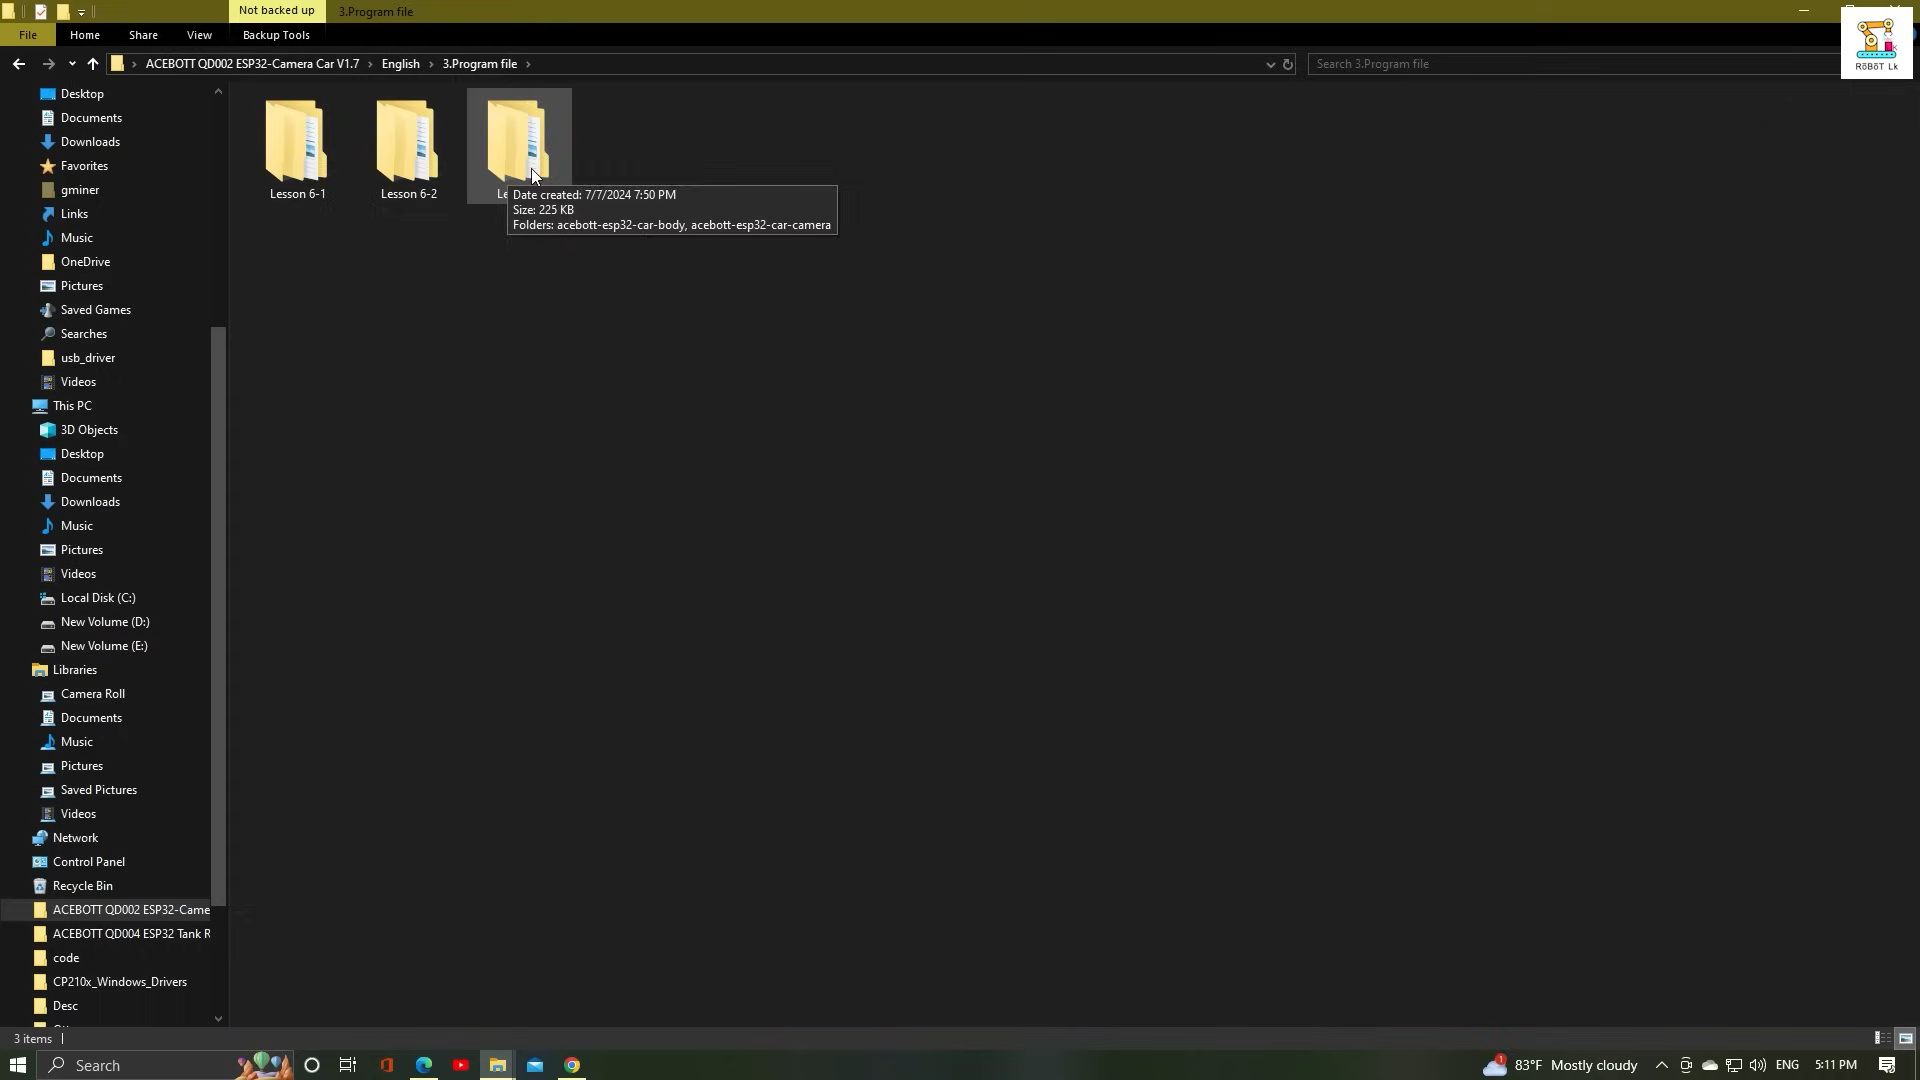 Not backed up
3.Program file
File
Home
Share
View
Backup Tools
ACEBOTT QD002 ESP32-Camera Car V1.7
English
3.Program file
Search 3.Program file
RöBöT Lk
Desktop
Documents
Downloads
Favorites
gminer
Links
Music
OneDrive
Pictures
Saved Games
Searches
usb_driver
Videos
This PC
3D Objects
Desktop
Documents
Downloads
Music
Pictures
Videos
Local Disk (C:)
New Volume (D:)
New Volume (E:)
Libraries
Camera Roll
Documents
Music
Pictures
Saved Pictures
Videos
Network
Control Panel
Recycle Bin
ACEBOTT QD002 ESP32-Came
ACEBOTT QD004 ESP32 Tank R
code
CP210x_Windows_Drivers
Desc
Lesson 6-1
Lesson 6-2
Date created: 7/7/2024 7:50 PM
Size: 225 KB
Folders: acebott-esp32-car-body, acebott-esp32-car-camera
3 items
Search
1
83°F Mostly cloudy
ENG
5:11 PM